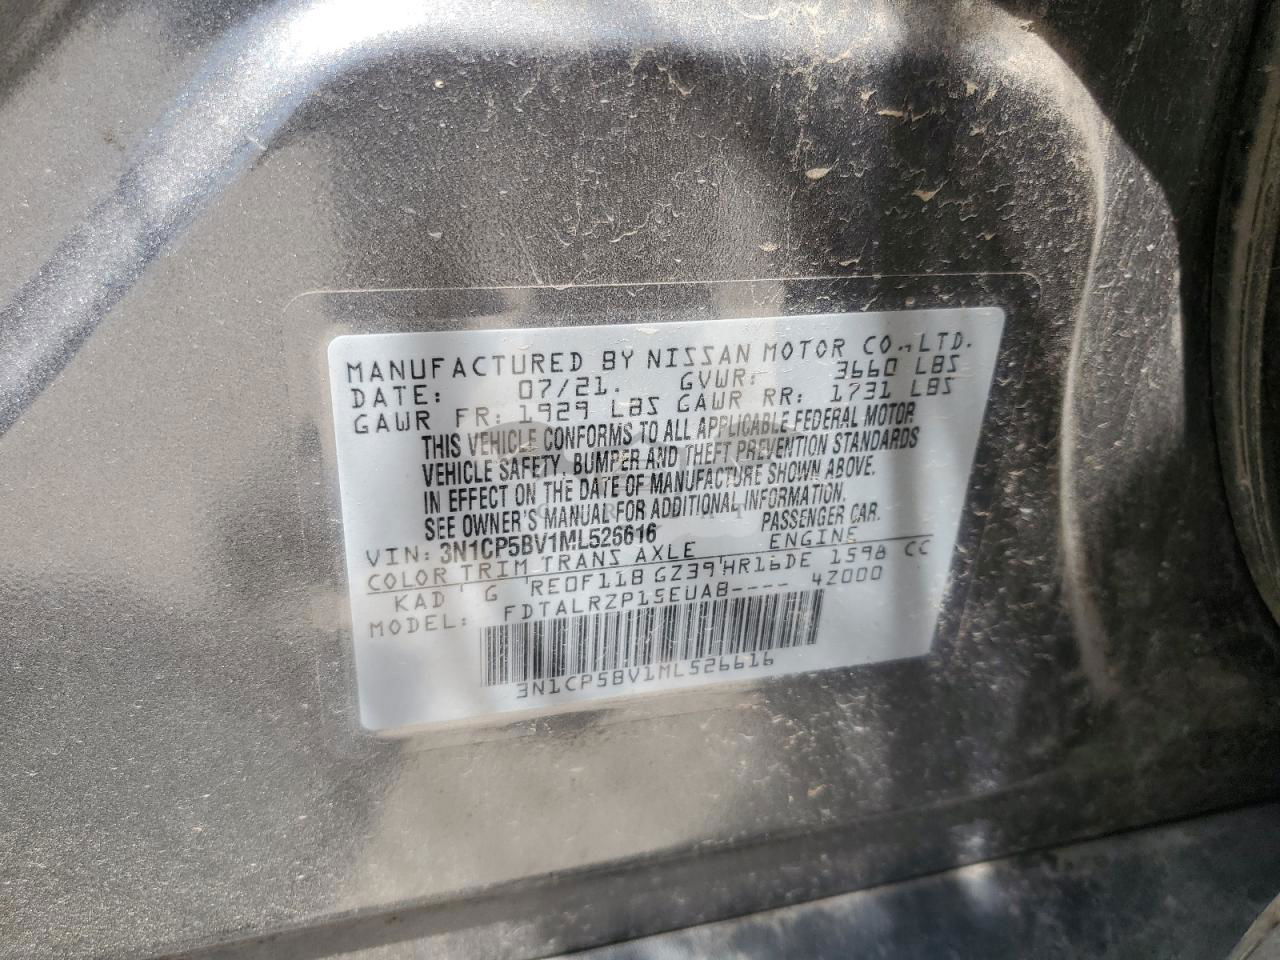 MANUFACTURED BY NISSAN MOTOR CO., LTD.
DATE: 07/21. GVWR: 3660 LBS
GAWR FR: 1929 LBS GAWR RR: 1731 LBS
THIS VEHICLE CONFORMS TO ALL APPLICABLE FEDERAL MOTOR
VEHICLE SAFETY, BUMPER AND THEFT PREVENTION STANDARDS
IN EFFECT ON THE DATE OF MANUFACTURE SHOWN ABOVE.
SEE OWNER'S MANUAL FOR ADDITIONAL INFORMATION.
VIN: 3N1CP5BV1ML526616 PASSENGER CAR.
COLOR TRIM TRANS AXLE ENGINE
KAD G RE0F11B GZ39 HR16DE 1598 CC
MODEL: FDTALRZP15EUAB---- 4Z000
3N1CP5BV1ML526616